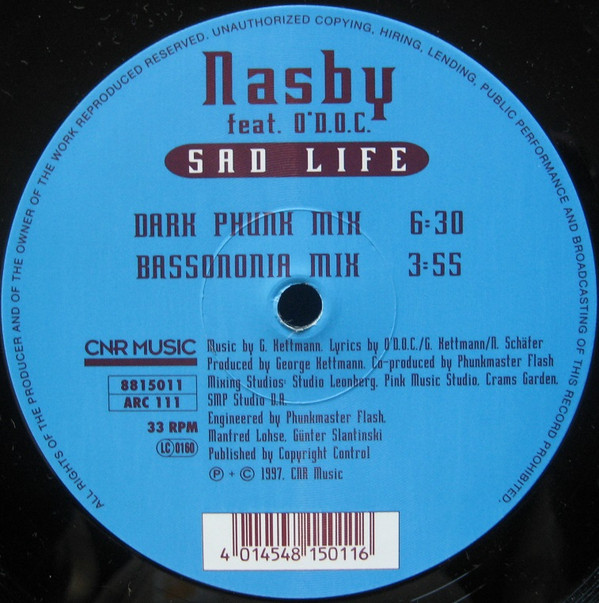 ALL RIGHTS OF THE PRODUCER AND OF THE OWNER OF THE WORK REPRODUCED RESERVED. UNAUTHORIZED COPYING, HIRING, LENDING, PUBLIC PERFORMANCE AND BROADCASTING OF THIS RECORD PROHIBITED.
Nasby
feat. O'D.O.C.
SAD LIFE
DARK PHUNK MIX 6:30
BASSONONIA MIX 3:55
CNR MUSIC
8815011
ARC 111
33 RPM
LC 0160
Music by G. Kettmann. Lyrics by O'D.O.C./G. Kettmann/N. Schäfer
Produced by George Kettmann. Co-produced by Phunkmaster Flash
Mixing Studios: Studio Leonberg. Pink Music Studio. Crams Garden.
SMP Studio O.A.
Engineered by Phunkmaster Flash.
Manfred Lohse. Günter Slantinski
Published by Copyright Control
℗ + © 1997. CNR Music
4 014548 150116